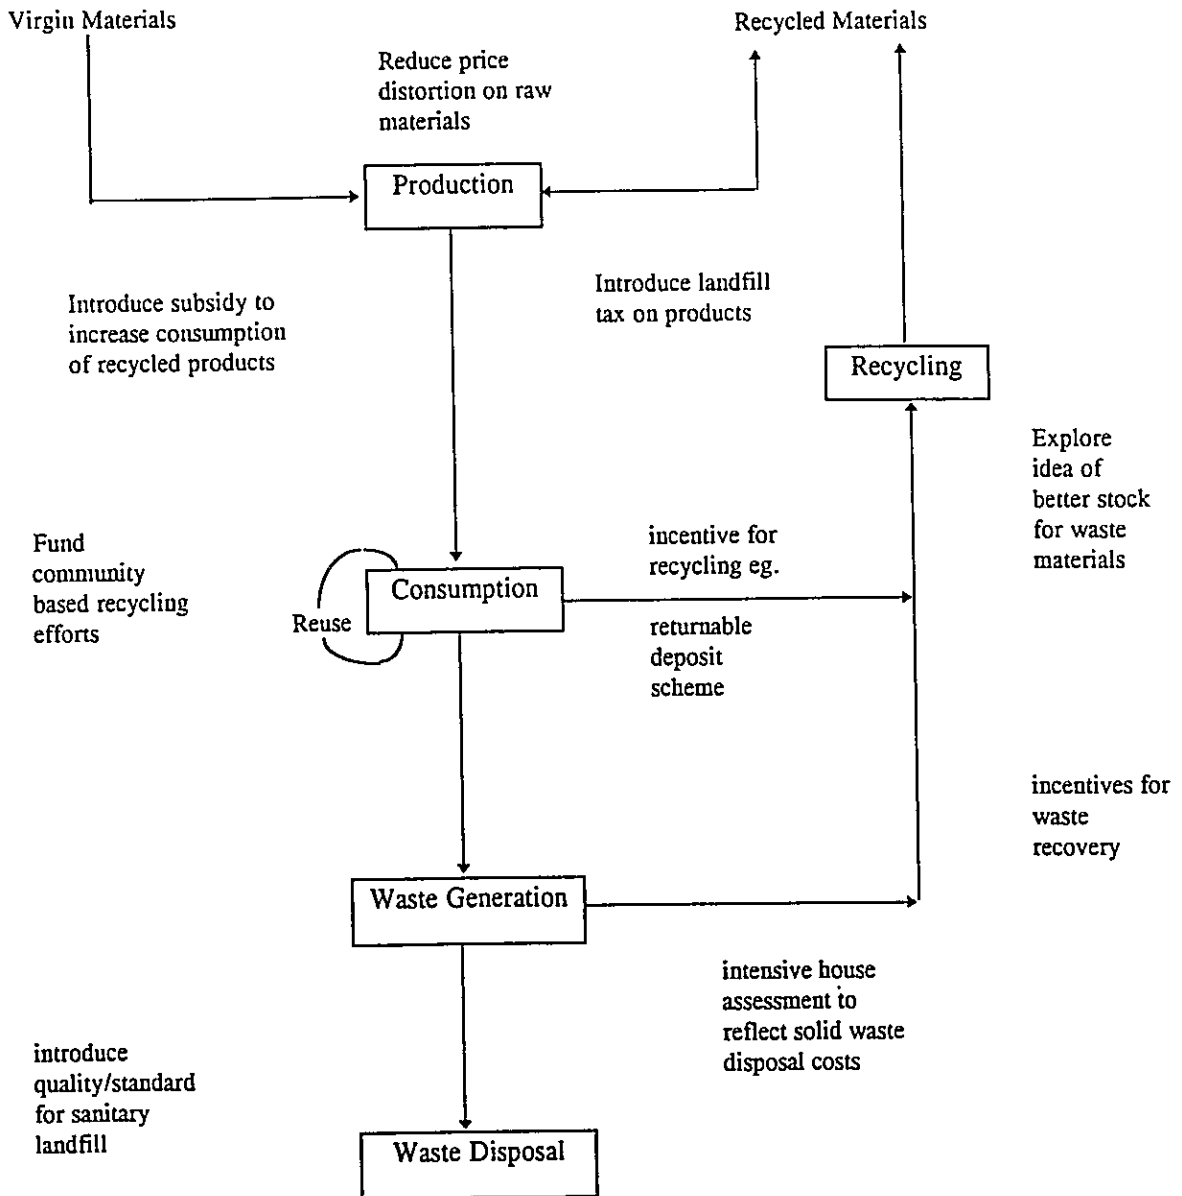 Virgin Materials
Recycled Materials
Reduce price
distortion on raw
materials
Production
Introduce subsidy to
increase consumption
of recycled products
Introduce landfill
tax on products
Recycling
Explore
idea of
better stock
for waste
materials
Fund
community
based recycling
efforts
incentive for
recycling eg.
Consumption
Reuse
returnable
deposit
scheme
incentives for
waste
recovery
Waste Generation
intensive house
assessment to
reflect solid waste
disposal costs
introduce
quality/standard
for sanitary
landfill
Waste Disposal